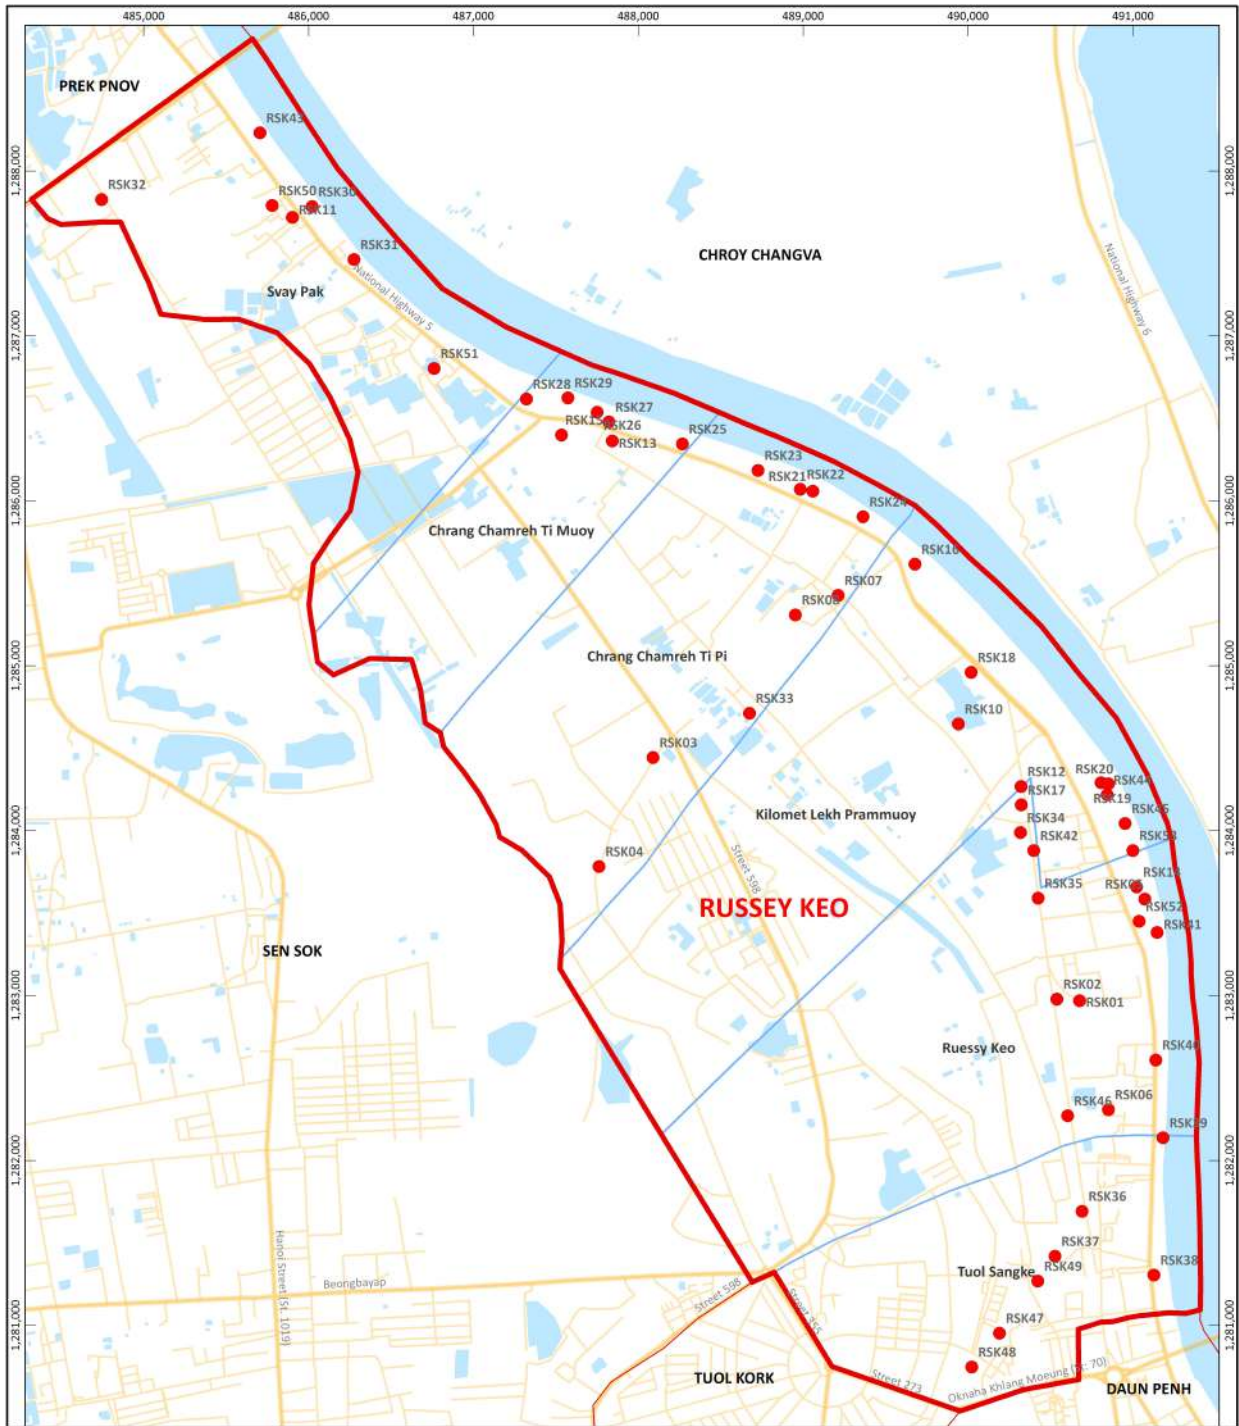 485,000
486,000
487,000
488,000
489,000
490,000
491,000
PREK PNOV
RSK43
1,288,000
1,288,000
RSK32
RSK50
RSK30
RSK11
RSK31
CHROY CHANGVA
National Highway 6
Svay Pak
National Highway 5
1,287,000
1,287,000
RSK51
RSK28
RSK29
RSK27
RSK15
RSK26
RSK13
RSK25
RSK23
RSK21
RSK22
RSK24
1,286,000
1,286,000
Chrang Chamreh Ti Muoy
RSK16
RSK07
RSK08
Chrang Chamreh Ti Pi
1,285,000
1,285,000
RSK18
RSK33
RSK10
RSK03
RSK12
RSK17
RSK20
RSK44
RSK19
Kilomet Lekh Prammuoy
RSK34
RSK45
1,284,000
1,284,000
RSK42
RSK53
RSK04
Street 598
RSK35
RSK52
RSK41
RUSSEY KEO
SEN SOK
1,283,000
1,283,000
RSK02
RSK01
Ruessy Keo
RSK40
RSK46
RSK06
RSK39
1,282,000
1,282,000
RSK36
RSK37
Tuol Sangke
RSK49
RSK38
Hanoi Street (St. 1019)
Beongbayap
Street 598
Street 355
1,281,000
1,281,000
RSK47
RSK48
TUOL KORK
Street 273
Oknaha Khlang Moeung (St: 70)
DAUN PENH